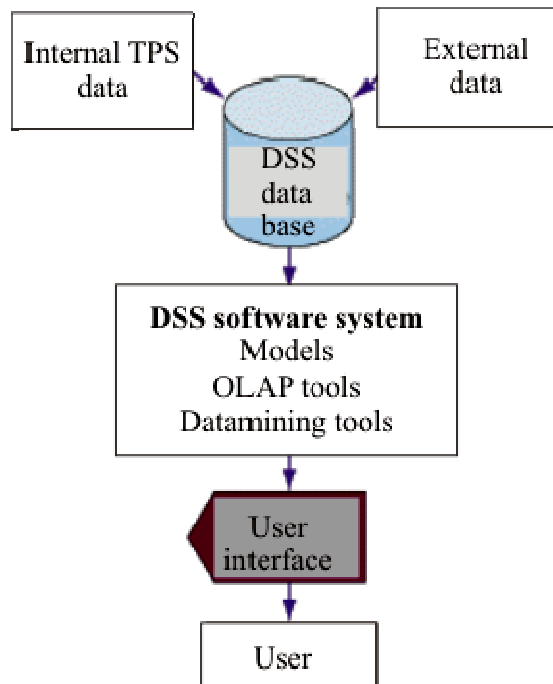 Internal TPS
data
External
data
DSS
data
base
DSS software system
Models
OLAP tools
Datamining tools
User
interface
User